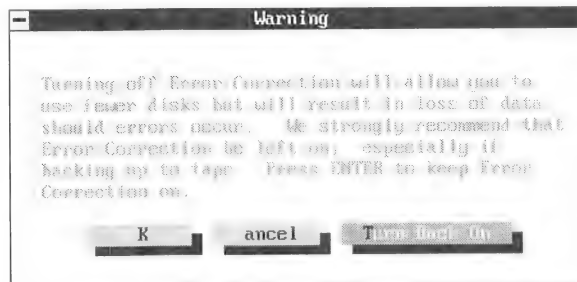 Warning
Turning off Error Correction will allow you to
use fewer disks but will result in loss of data
should errors occur. We strongly recommend that
Error Correction be left on, especially if
backing up to tape. Press ENTER to keep Error
Correction on.
K ancel Turn Back On